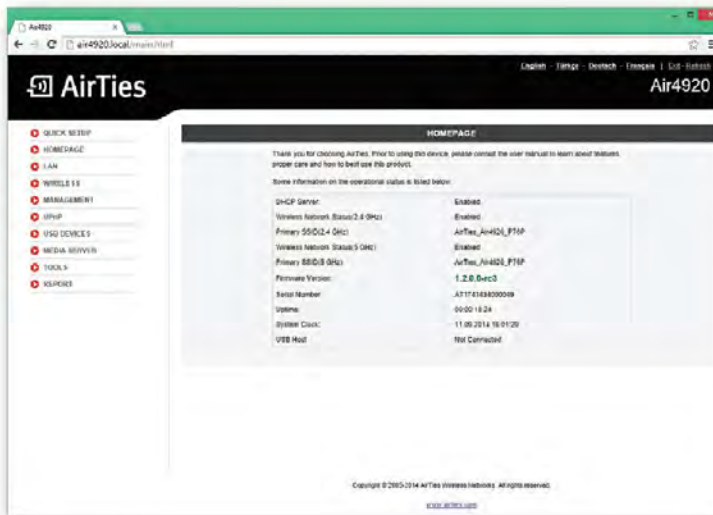 Air4920
air4920.local/main.html
English - Türkçe - Deutsch - Français | Exit - Refresh
AirTies
Air4920
QUICK SETUP
HOMEPAGE
LAN
WIRELESS
MANAGEMENT
UPnP
USB DEVICES
MEDIA SERVER
TOOLS
REPORT
HOMEPAGE
Thank you for choosing AirTies. Prior to using this device, please consult the user manual to learn about features,
proper care and how to best use this product.
Some information on the operational status is listed below:
DHCP Server: Enabled
Wireless Network Status(2.4 GHz) Enabled
Primary SSID(2.4 GHz) AirTies_Air4920_P76P
Wireless Network Status(5 GHz) Enabled
Primary SSID(5 GHz) AirTies_Air4920_P76P
Firmware Version: 1.2.0.0-rc3
Serial Number
Uptime:
System Clock:
USB Host Not Connected
Copyright © 2003-2014 AirTies Wireless Networks. All rights reserved.
www.airties.com